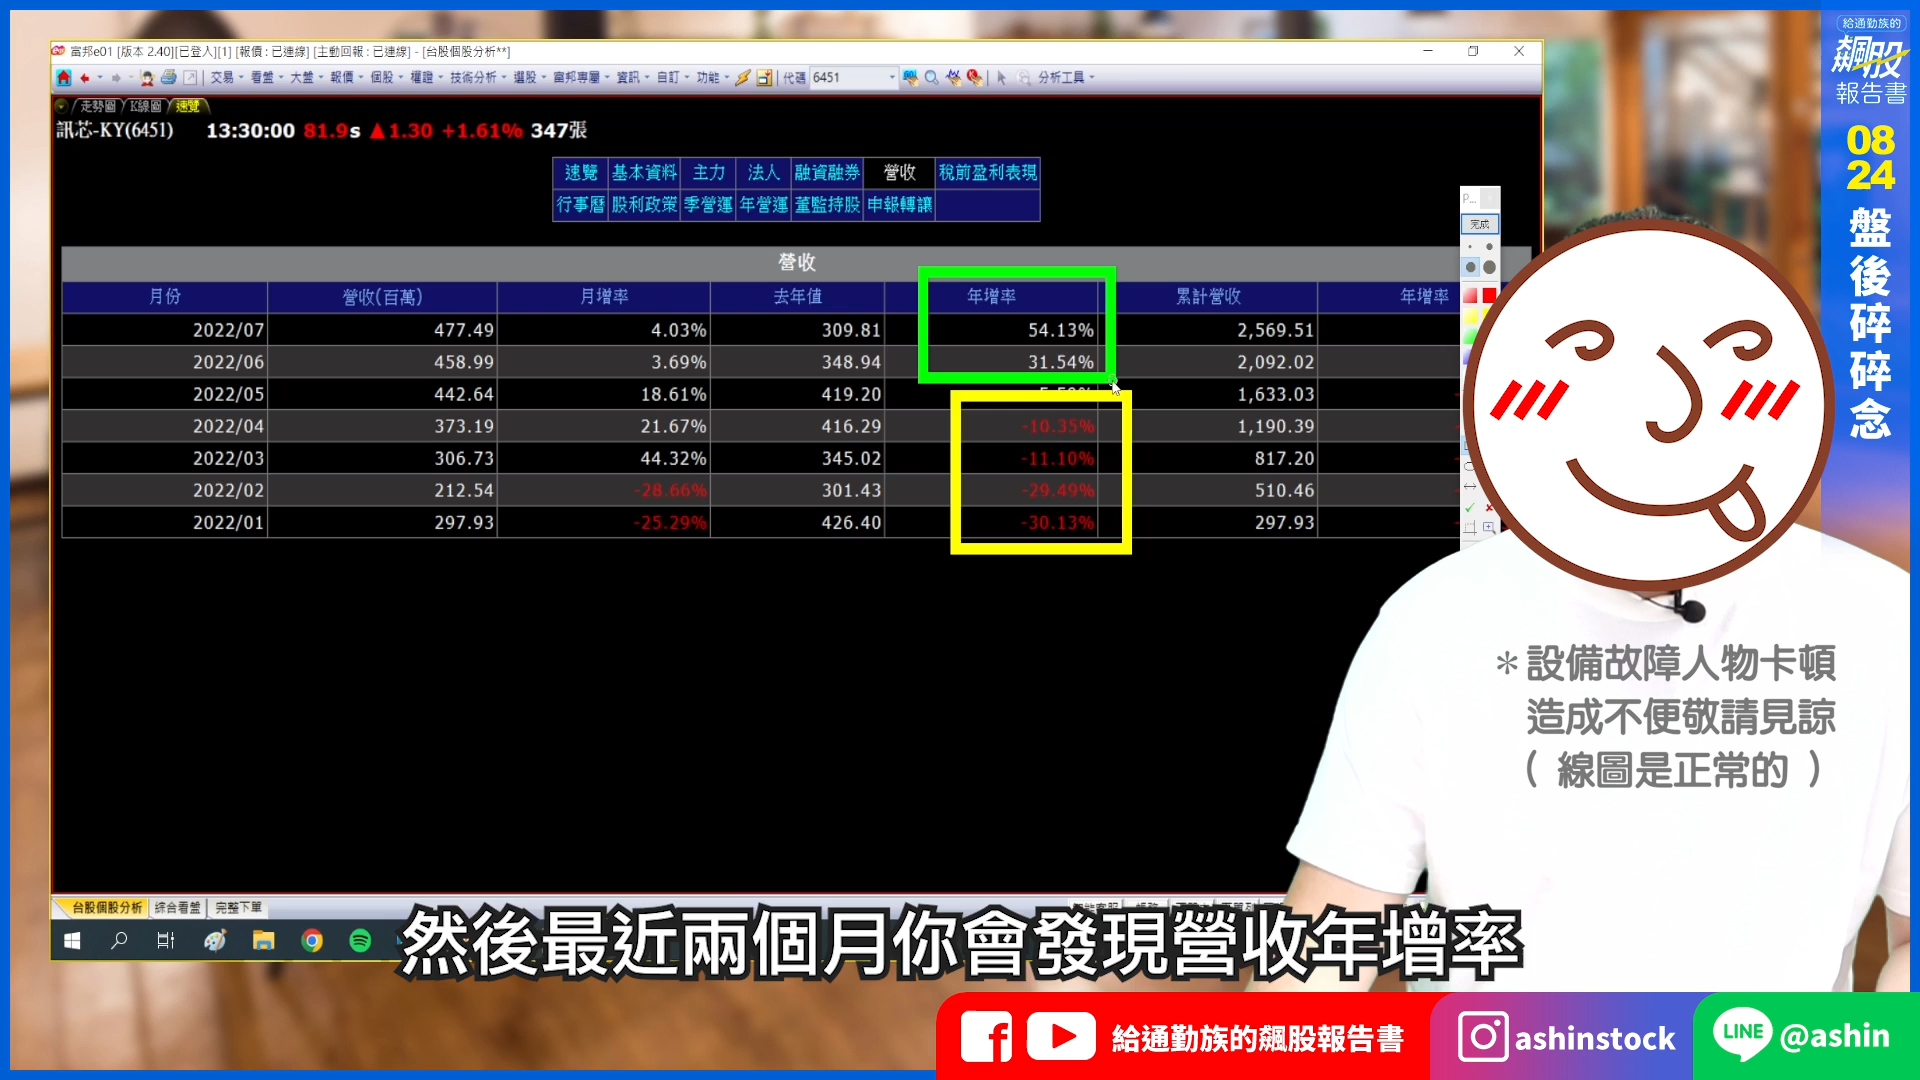 富邦e01 [版本 2.40][已登入][1] [報價 : 已連線] [主動回報 : 已連線] - [台股個股分析**]
交易 看盤 大盤 報價 個股 權證 技術分析 選股 富邦專屬 資訊 自訂 功能 代碼 6451 分析工具
走勢圖 K線圖 速覽
訊芯-KY(6451) 13:30:00 81.9s ▲1.30 +1.61% 347張
速覽 基本資料 主力 法人 融資融券 營收 稅前盈利表現
行事曆 股利政策 季營運 年營運 董監持股 申報轉讓
營收
月份 營收(百萬) 月增率 去年值 年增率 累計營收 年增率
2022/07 477.49 4.03% 309.81 54.13% 2,569.51
2022/06 458.99 3.69% 348.94 31.54% 2,092.02
2022/05 442.64 18.61% 419.20 1,633.03
2022/04 373.19 21.67% 416.29 -10.35% 1,190.39
2022/03 306.73 44.32% 345.02 -11.10% 817.20
2022/02 212.54 -28.66% 301.43 -29.49% 510.46
2022/01 297.93 -25.29% 426.40 -30.13% 297.93
完成
給通勤族的
飆股
報告書
08
24
盤後碎碎念
＊設備故障人物卡頓
造成不便敬請見諒
( 線圖是正常的 )
台股個股分析 綜合看盤 完整下單
然後最近兩個月你會發現營收年增率
給通勤族的飆股報告書
ashinstock
LINE @ashin